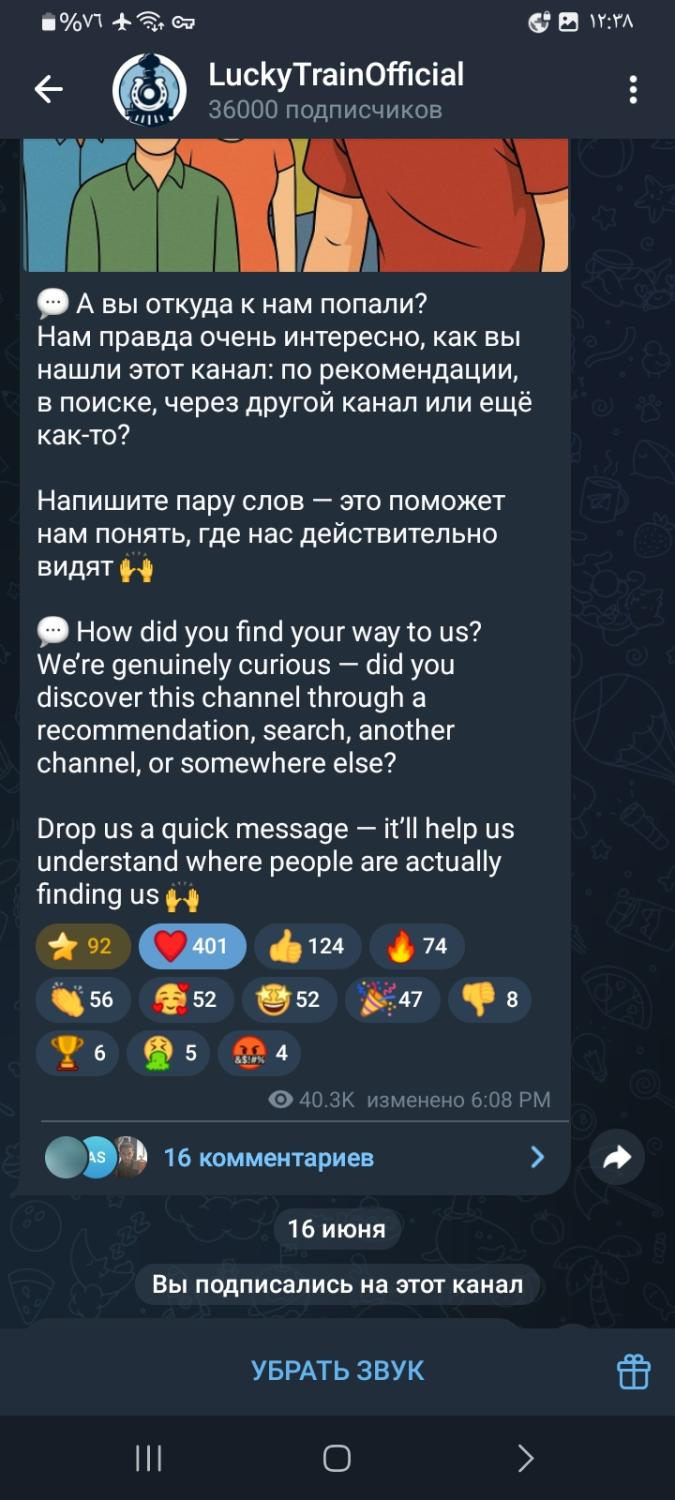 %٧٦ ١٢:٣٨
LuckyTrainOfficial
36000 подписчиков
💬 А вы откуда к нам попали?
Нам правда очень интересно, как вы
нашли этот канал: по рекомендации,
в поиске, через другой канал или ещё
как-то?
Напишите пару слов — это поможет
нам понять, где нас действительно
видят 🙌
💬 How did you find your way to us?
We’re genuinely curious — did you
discover this channel through a
recommendation, search, another
channel, or somewhere else?
Drop us a quick message — it’ll help us
understand where people are actually
finding us 🙌
⭐ 92 ❤️ 401 👍 124 🔥 74
👏 56 🥰 52 🤩 52 🎉 47 👎 8
🏆 6 🤮 5 🤬 4
40.3K изменено 6:08 PM
AS 16 комментариев
16 июня
Вы подписались на этот канал
УБРАТЬ ЗВУК